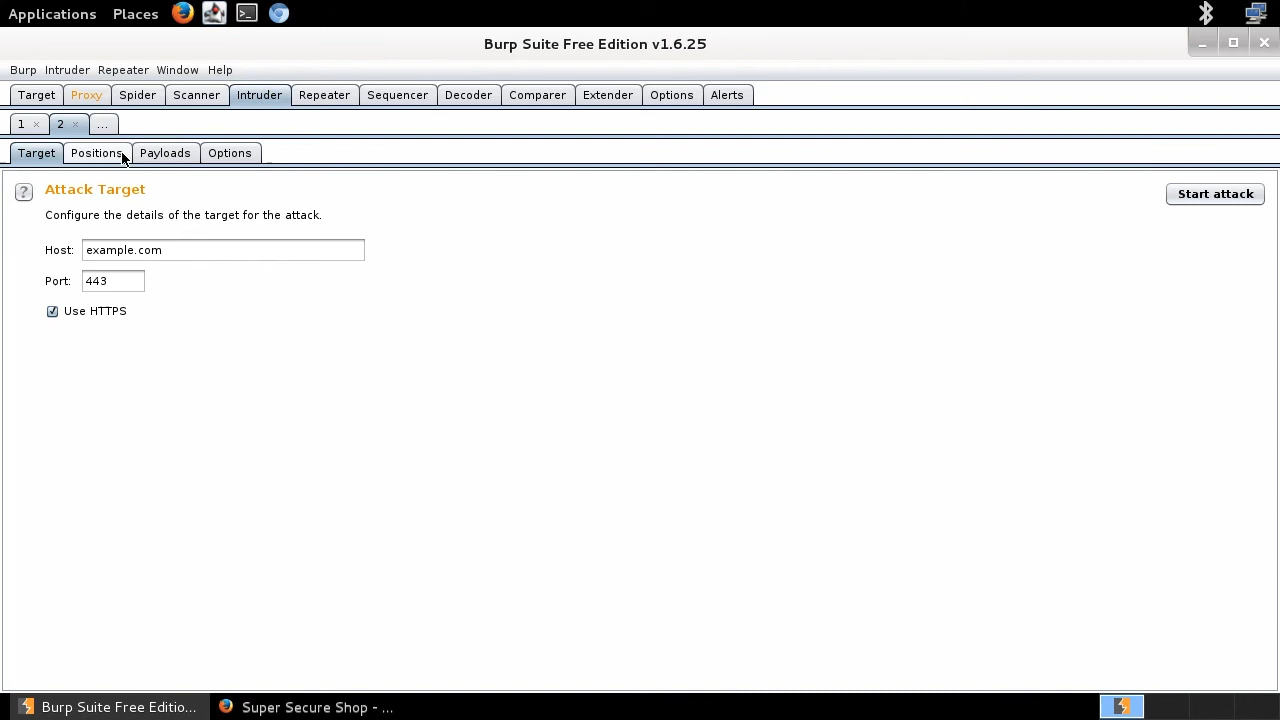 Applications Places
Burp Suite Free Edition v1.6.25
Burp Intruder Repeater Window Help
Target Proxy Spider Scanner Intruder Repeater Sequencer Decoder Comparer Extender Options Alerts
1 × 2 × ...
Target Positions Payloads Options
? Attack Target Start attack
Configure the details of the target for the attack.
Host: example.com
Port: 443
Use HTTPS
Burp Suite Free Editio... Super Secure Shop - ...